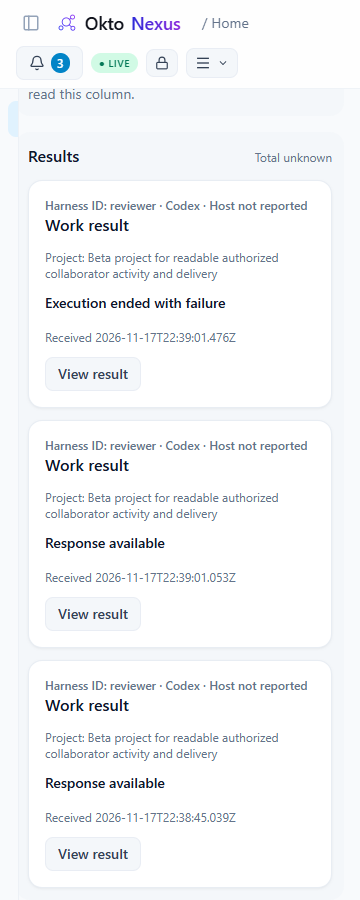 Okto Nexus / Home
3 LIVE
read this column.
Results Total unknown
Harness ID: reviewer · Codex · Host not reported
Work result
Project: Beta project for readable authorized
collaborator activity and delivery
Execution ended with failure
Received 2026-11-17T22:39:01.476Z
View result
Harness ID: reviewer · Codex · Host not reported
Work result
Project: Beta project for readable authorized
collaborator activity and delivery
Response available
Received 2026-11-17T22:39:01.053Z
View result
Harness ID: reviewer · Codex · Host not reported
Work result
Project: Beta project for readable authorized
collaborator activity and delivery
Response available
Received 2026-11-17T22:38:45.039Z
View result